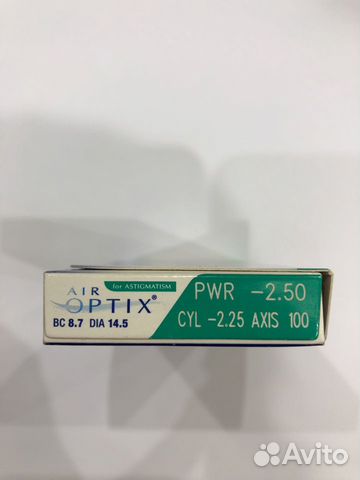 for ASTIGMATISM
AIR
OPTIX®
BC 8.7 DIA 14.5
PWR -2.50
CYL -2.25 AXIS 100
Avito